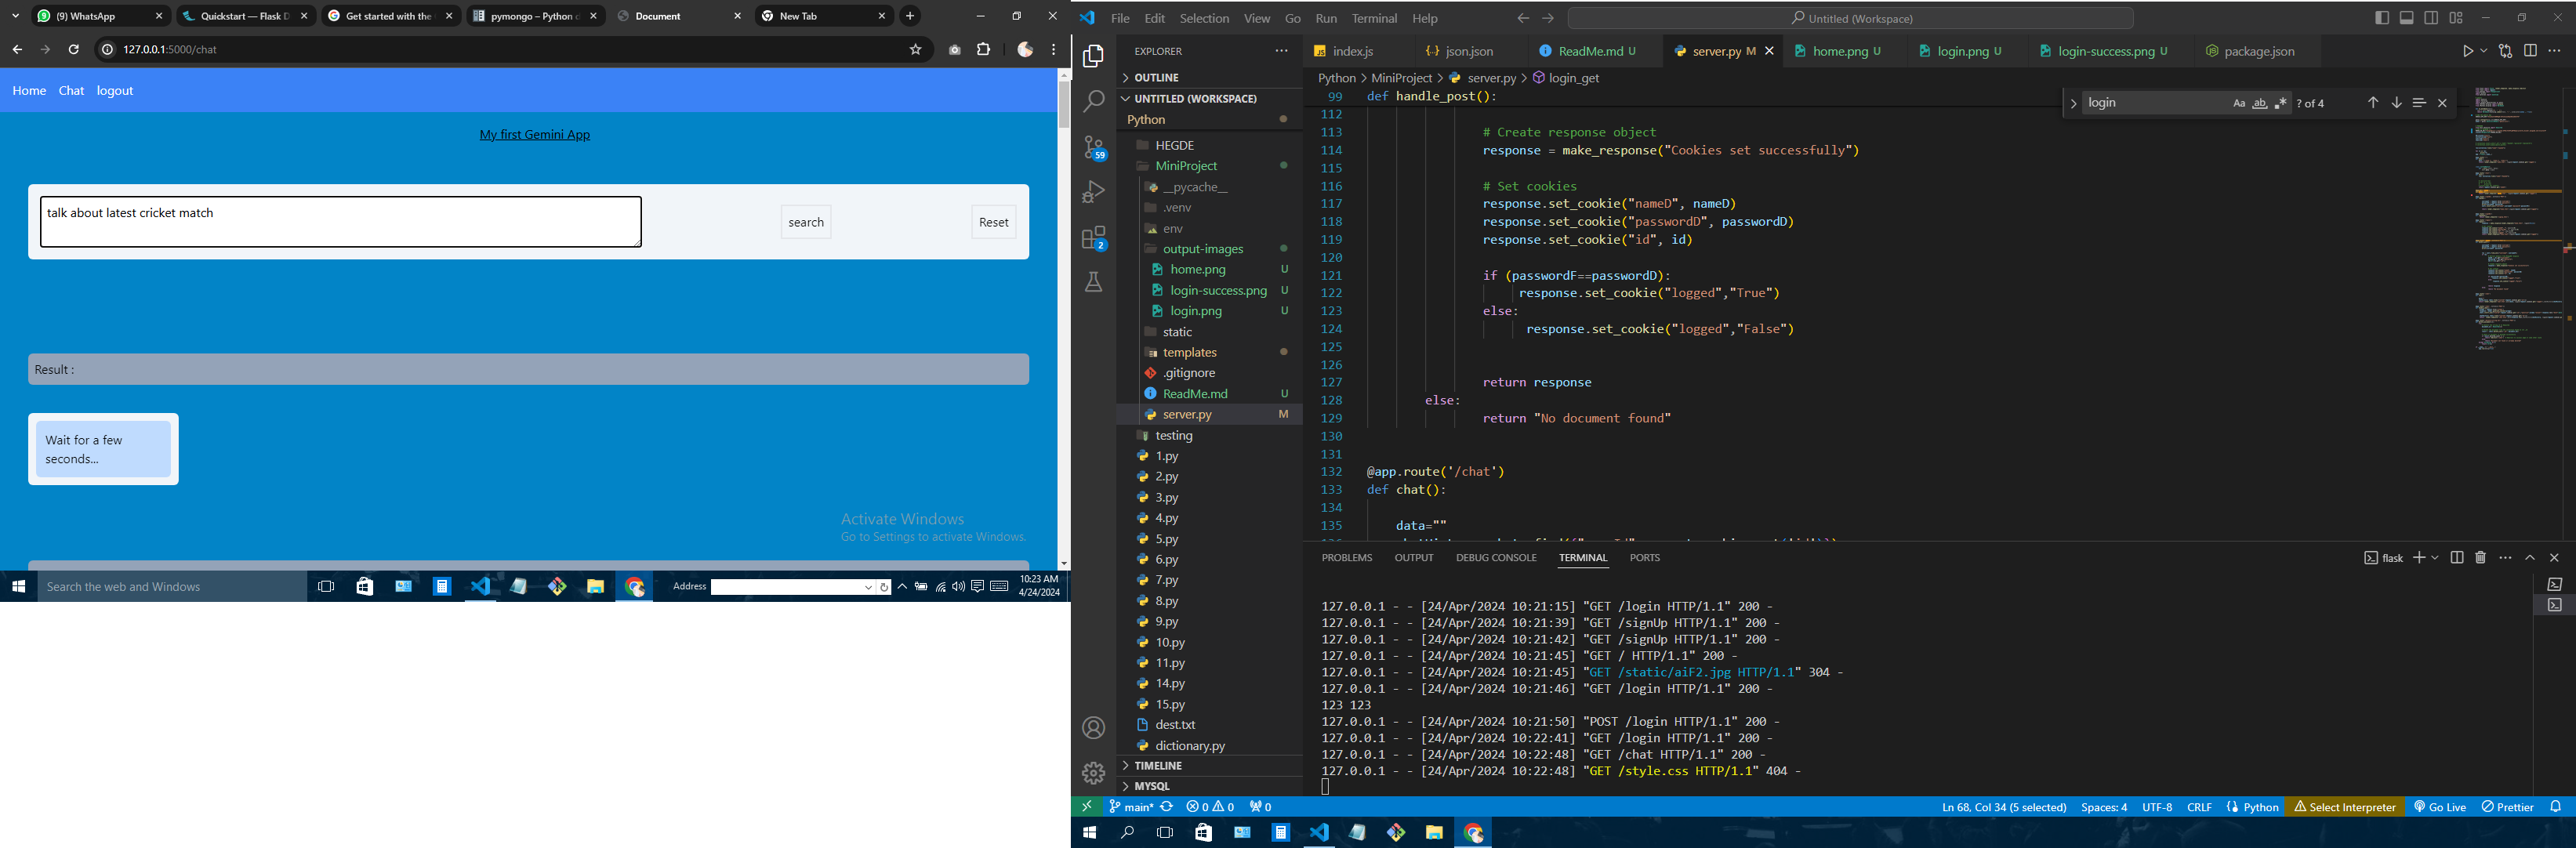 (9) WhatsApp
Quickstart — Flask D
Get started with the
pymongo – Python d
Document
New Tab
127.0.0.1:5000/chat
Home Chat logout
My first Gemini App
talk about latest cricket match
search
Reset
Result :
Wait for a few
seconds...
Activate Windows
Go to Settings to activate Windows.
Search the web and Windows
Address
10:23 AM
4/24/2024
File Edit Selection View Go Run Terminal Help
Untitled (Workspace)
EXPLORER
OUTLINE
UNTITLED (WORKSPACE)
Python
HEGDE
MiniProject
__pycache__
.venv
env
output-images
home.png U
login-success.png U
login.png U
static
templates
.gitignore
ReadMe.md U
server.py M
testing
1.py
2.py
3.py
4.py
5.py
6.py
7.py
8.py
9.py
10.py
11.py
14.py
15.py
dest.txt
dictionary.py
TIMELINE
MYSQL
59
2
index.js
json.json
ReadMe.md U
server.py M
home.png U
login.png U
login-success.png U
package.json
Python > MiniProject > server.py > login_get
login
Aa ab ? of 4
99 def handle_post():
112
113 # Create response object
114 response = make_response("Cookies set successfully")
115
116 # Set cookies
117 response.set_cookie("nameD", nameD)
118 response.set_cookie("passwordD", passwordD)
119 response.set_cookie("id", id)
120
121 if (passwordF==passwordD):
122 response.set_cookie("logged","True")
123 else:
124 response.set_cookie("logged","False")
125
126
127 return response
128 else:
129 return "No document found"
130
131
132 @app.route('/chat')
133 def chat():
134
135 data=""
PROBLEMS OUTPUT DEBUG CONSOLE TERMINAL PORTS
flask
127.0.0.1 - - [24/Apr/2024 10:21:15] "GET /login HTTP/1.1" 200 -
127.0.0.1 - - [24/Apr/2024 10:21:39] "GET /signUp HTTP/1.1" 200 -
127.0.0.1 - - [24/Apr/2024 10:21:42] "GET /signUp HTTP/1.1" 200 -
127.0.0.1 - - [24/Apr/2024 10:21:45] "GET / HTTP/1.1" 200 -
127.0.0.1 - - [24/Apr/2024 10:21:45] "GET /static/aiF2.jpg HTTP/1.1" 304 -
127.0.0.1 - - [24/Apr/2024 10:21:46] "GET /login HTTP/1.1" 200 -
123 123
127.0.0.1 - - [24/Apr/2024 10:21:50] "POST /login HTTP/1.1" 200 -
127.0.0.1 - - [24/Apr/2024 10:22:41] "GET /login HTTP/1.1" 200 -
127.0.0.1 - - [24/Apr/2024 10:22:48] "GET /chat HTTP/1.1" 200 -
127.0.0.1 - - [24/Apr/2024 10:22:48] "GET /style.css HTTP/1.1" 404 -
main* 0 0 0
Ln 68, Col 34 (5 selected) Spaces: 4 UTF-8 CRLF Python Select Interpreter Go Live Prettier